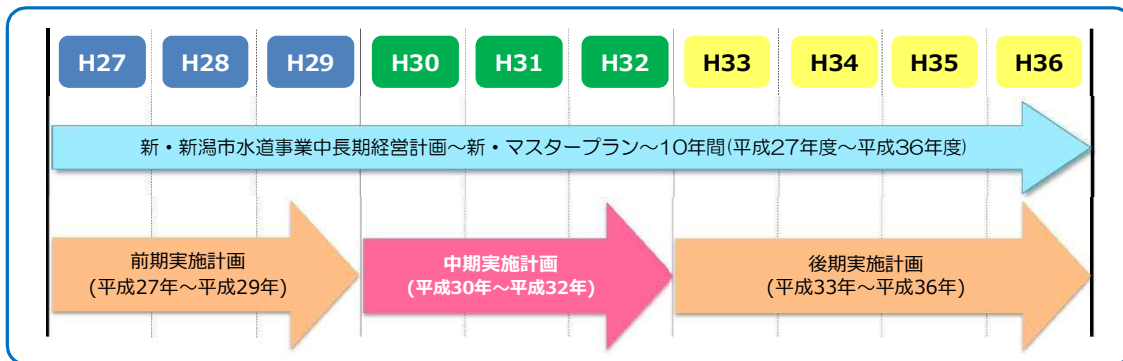 H27 H28 H29 H30 H31 H32 H33 H34 H35 H36
新・新潟市水道事業中長期経営計画～新・マスタープラン～10年間(平成27年度～平成36年度)
前期実施計画
(平成27年～平成29年)
中期実施計画
(平成30年～平成32年)
後期実施計画
(平成33年～平成36年)